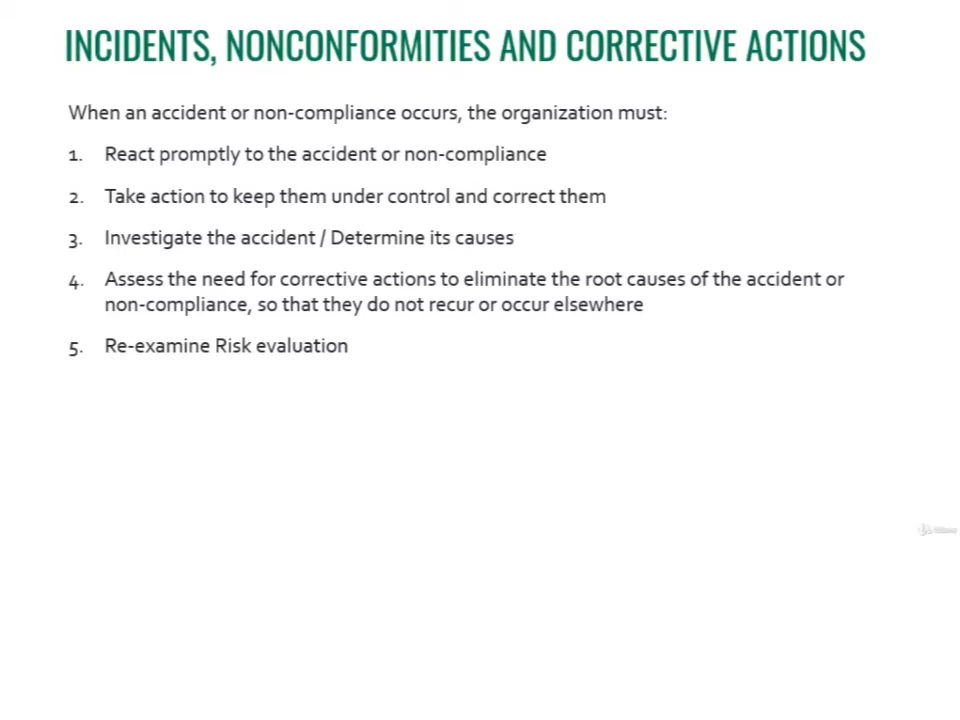 INCIDENTS, NONCONFORMITIES AND CORRECTIVE ACTIONS
When an accident or non-compliance occurs, the organization must:
1. React promptly to the accident or non-compliance
2. Take action to keep them under control and correct them
3. Investigate the accident / Determine its causes
4. Assess the need for corrective actions to eliminate the root causes of the accident or
non-compliance, so that they do not recur or occur elsewhere
5. Re-examine Risk evaluation